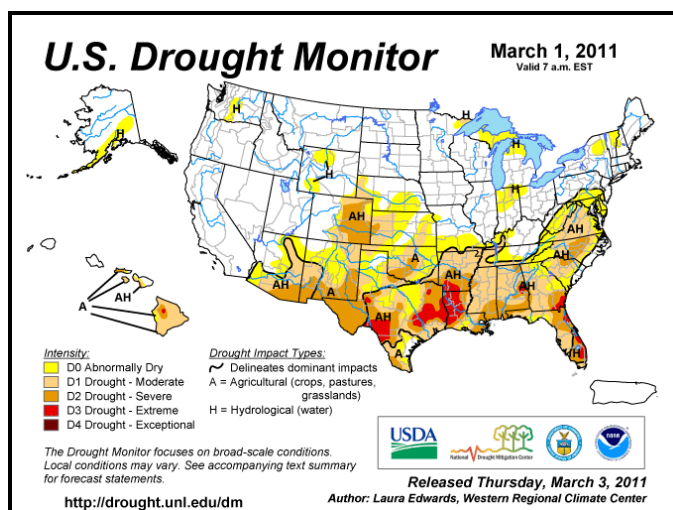 U.S. Drought Monitor
March 1, 2011
Valid 7 a.m. EST
H
H
H
H
H
H
AH
A
AH
AH
AH
AH
A
AH
AH
A
H
A
AH
Intensity:
D0 Abnormally Dry
D1 Drought - Moderate
D2 Drought - Severe
D3 Drought - Extreme
D4 Drought - Exceptional
Drought Impact Types:
Delineates dominant impacts
A = Agricultural (crops, pastures,
grasslands)
H = Hydrological (water)
The Drought Monitor focuses on broad-scale conditions.
Local conditions may vary. See accompanying text summary
for forecast statements.
http://drought.unl.edu/dm
USDA
National Drought Mitigation Center
noaa
Released Thursday, March 3, 2011
Author: Laura Edwards, Western Regional Climate Center